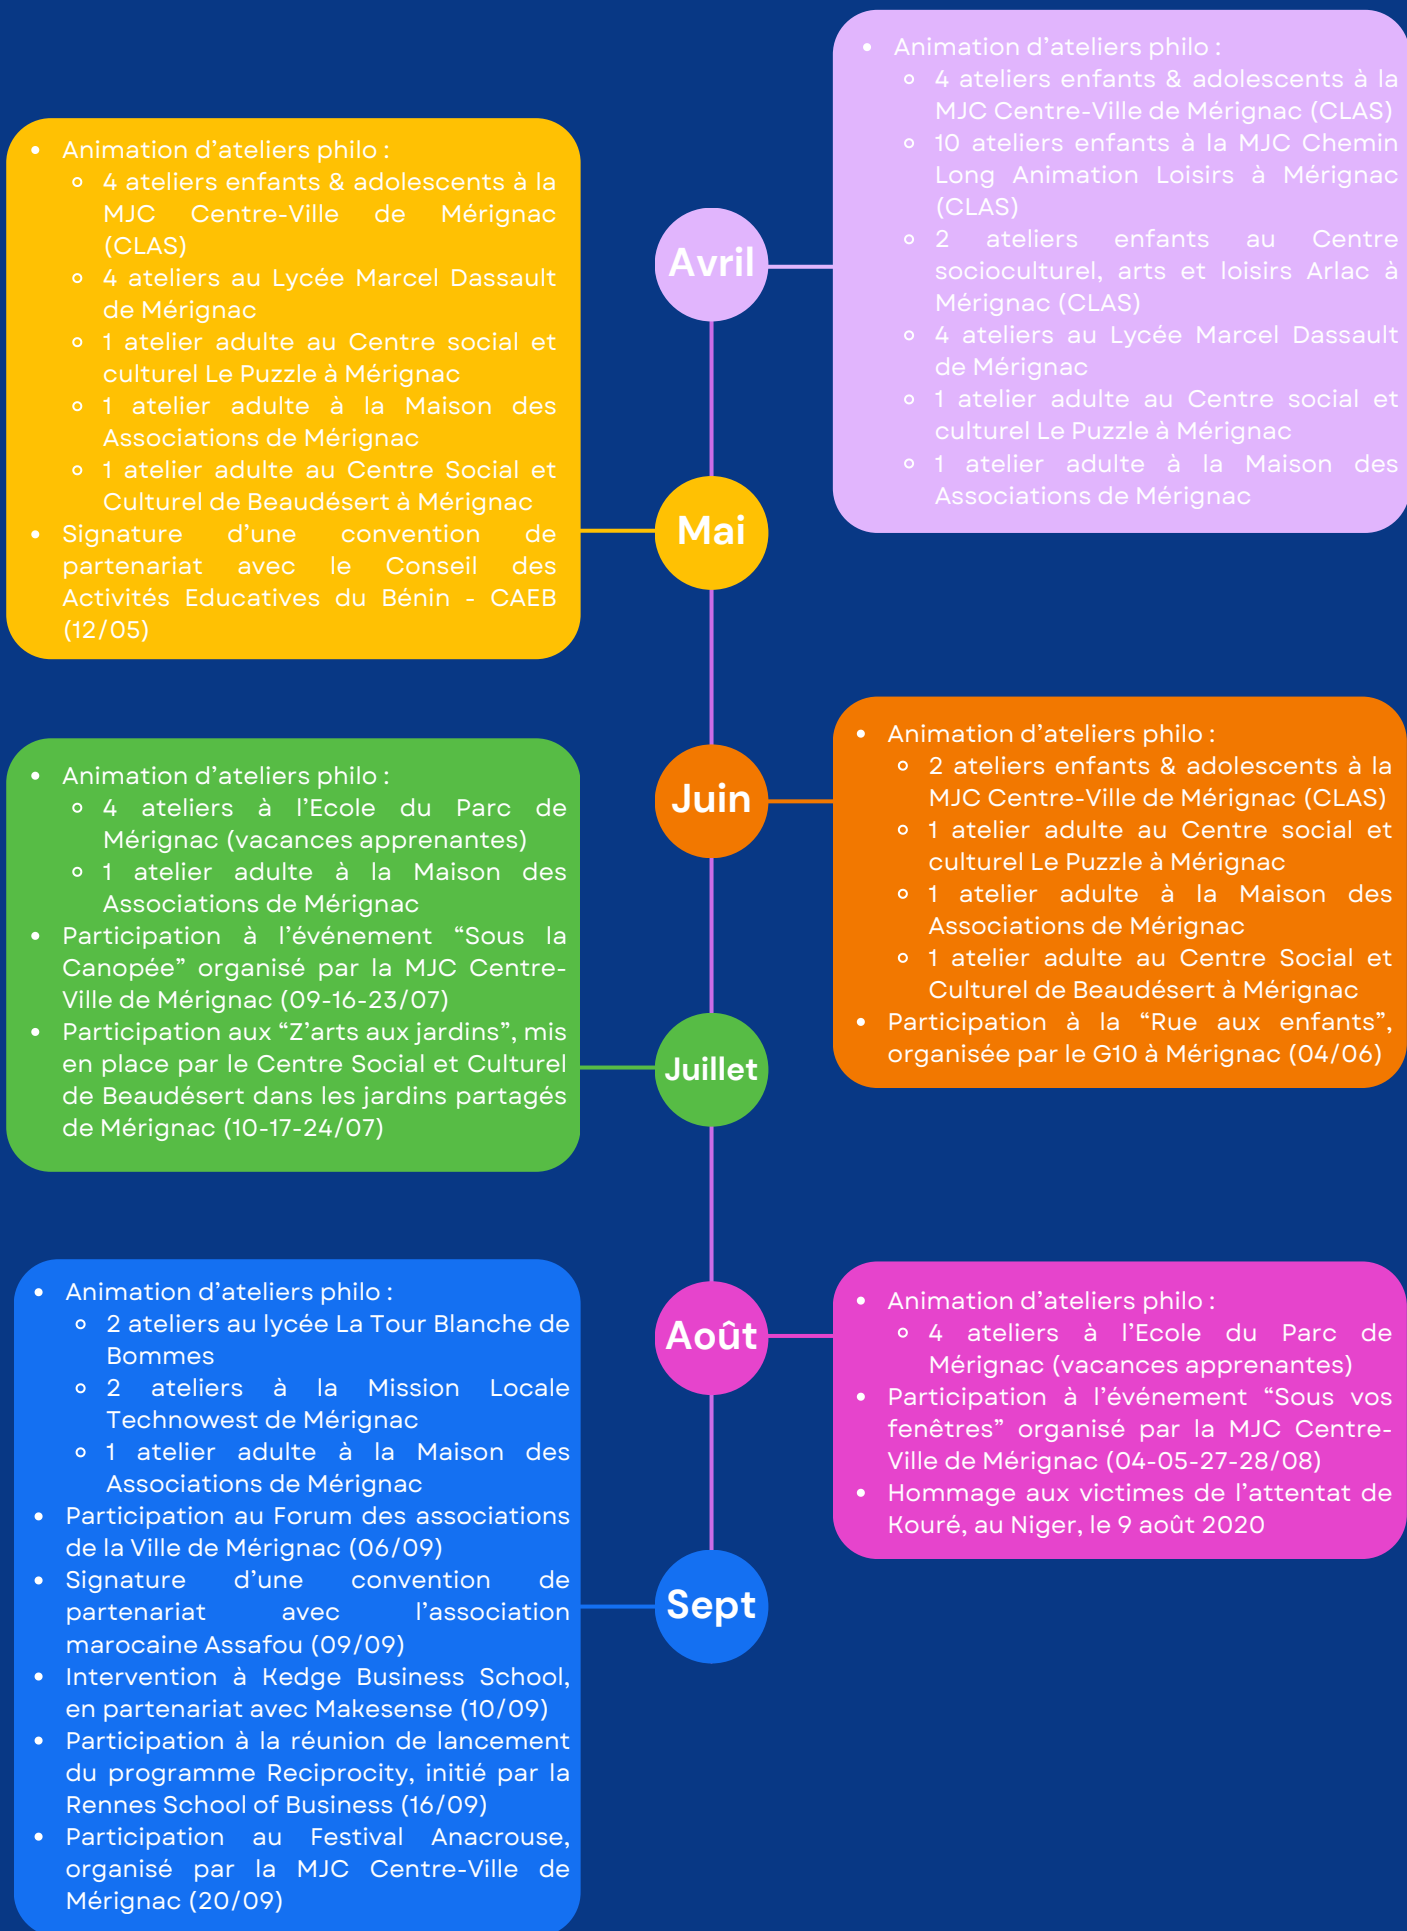 Avril
• Animation d’ateliers philo :
◦ 4 ateliers enfants & adolescents à la
MJC Centre-Ville de Mérignac (CLAS)
◦ 10 ateliers enfants à la MJC Chemin
Long Animation Loisirs à Mérignac
(CLAS)
◦ 2 ateliers enfants au Centre
socioculturel, arts et loisirs Arlac à
Mérignac (CLAS)
◦ 4 ateliers au Lycée Marcel Dassault
de Mérignac
◦ 1 atelier adulte au Centre social et
culturel Le Puzzle à Mérignac
◦ 1 atelier adulte à la Maison des
Associations de Mérignac
Mai
• Animation d’ateliers philo :
◦ 4 ateliers enfants & adolescents à la
MJC Centre-Ville de Mérignac
(CLAS)
◦ 4 ateliers au Lycée Marcel Dassault
de Mérignac
◦ 1 atelier adulte au Centre social et
culturel Le Puzzle à Mérignac
◦ 1 atelier adulte à la Maison des
Associations de Mérignac
◦ 1 atelier adulte au Centre Social et
Culturel de Beaudésert à Mérignac
• Signature d’une convention de
partenariat avec le Conseil des
Activités Educatives du Bénin - CAEB
(12/05)
Juin
• Animation d’ateliers philo :
◦ 2 ateliers enfants & adolescents à la
MJC Centre-Ville de Mérignac (CLAS)
◦ 1 atelier adulte au Centre social et
culturel Le Puzzle à Mérignac
◦ 1 atelier adulte à la Maison des
Associations de Mérignac
◦ 1 atelier adulte au Centre Social et
Culturel de Beaudésert à Mérignac
• Participation à la “Rue aux enfants”,
organisée par le G10 à Mérignac (04/06)
Juillet
• Animation d’ateliers philo :
◦ 4 ateliers à l’Ecole du Parc de
Mérignac (vacances apprenantes)
◦ 1 atelier adulte à la Maison des
Associations de Mérignac
• Participation à l’événement “Sous la
Canopée” organisé par la MJC Centre-
Ville de Mérignac (09-16-23/07)
• Participation aux “Z’arts aux jardins”, mis
en place par le Centre Social et Culturel
de Beaudésert dans les jardins partagés
de Mérignac (10-17-24/07)
Août
• Animation d’ateliers philo :
◦ 4 ateliers à l’Ecole du Parc de
Mérignac (vacances apprenantes)
• Participation à l’événement “Sous vos
fenêtres” organisé par la MJC Centre-
Ville de Mérignac (04-05-27-28/08)
• Hommage aux victimes de l’attentat de
Kouré, au Niger, le 9 août 2020
Sept
• Animation d’ateliers philo :
◦ 2 ateliers au lycée La Tour Blanche de
Bommes
◦ 2 ateliers à la Mission Locale
Technowest de Mérignac
◦ 1 atelier adulte à la Maison des
Associations de Mérignac
• Participation au Forum des associations
de la Ville de Mérignac (06/09)
• Signature d’une convention de
partenariat avec l’association
marocaine Assafou (09/09)
• Intervention à Kedge Business School,
en partenariat avec Makesense (10/09)
• Participation à la réunion de lancement
du programme Reciprocity, initié par la
Rennes School of Business (16/09)
• Participation au Festival Anacrouse,
organisé par la MJC Centre-Ville de
Mérignac (20/09)